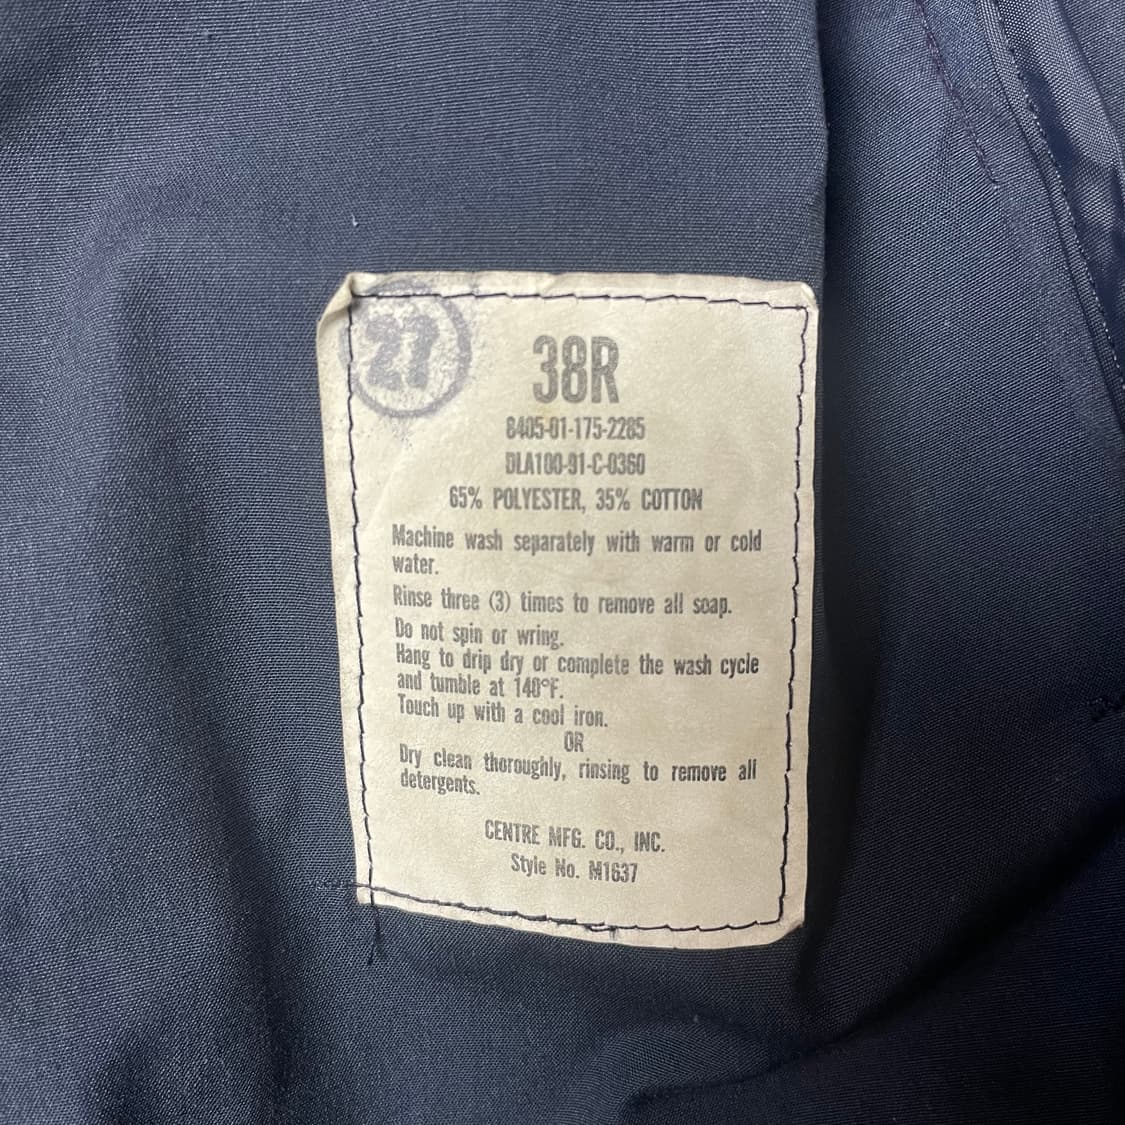 27
38R
8405-01-175-2285
DLA100-91-C-0360
65% POLYESTER, 35% COTTON
Machine wash separately with warm or cold
water.
Rinse three (3) times to remove all soap.
Do not spin or wring.
Hang to drip dry or complete the wash cycle
and tumble at 140°F.
Touch up with a cool iron.
OR
Dry clean thoroughly, rinsing to remove all
detergents.
CENTRE MFG. CO., INC.
Style No. M1637